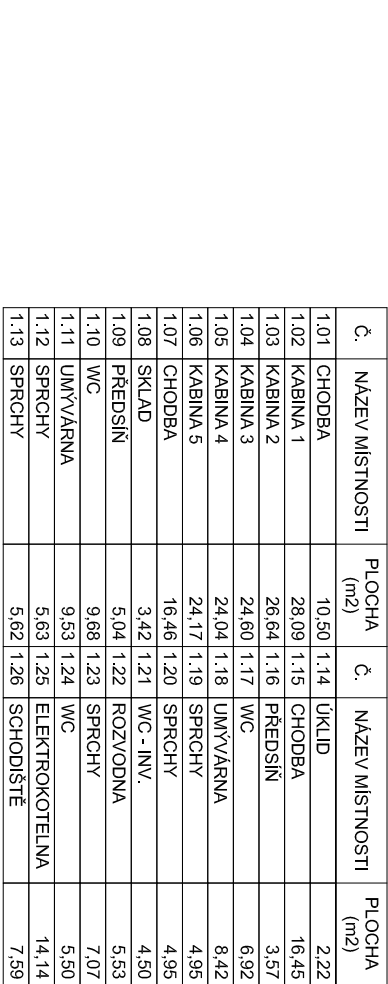 Č. NÁZEV MÍSTNOSTI PLOCHA (m2) Č. NÁZEV MÍSTNOSTI PLOCHA (m2)
1.01 CHODBA 10,50 1.14 ÚKLID 2,22
1.02 KABINA 1 28,09 1.15 CHODBA 16,45
1.03 KABINA 2 26,64 1.16 PŘEDSÍŇ 3,57
1.04 KABINA 3 24,60 1.17 WC 6,92
1.05 KABINA 4 24,04 1.18 UMÝVÁRNA 8,42
1.06 KABINA 5 24,17 1.19 SPRCHY 4,95
1.07 CHODBA 16,46 1.20 SPRCHY 4,95
1.08 SKLAD 3,42 1.21 WC - INV. 4,50
1.09 PŘEDSÍŇ 5,04 1.22 ROZVODNA 5,53
1.10 WC 9,68 1.23 SPRCHY 7,07
1.11 UMÝVÁRNA 9,53 1.24 WC 5,50
1.12 SPRCHY 5,63 1.25 ELEKTROKOTELNA 14,14
1.13 SPRCHY 5,62 1.26 SCHODIŠTĚ 7,59